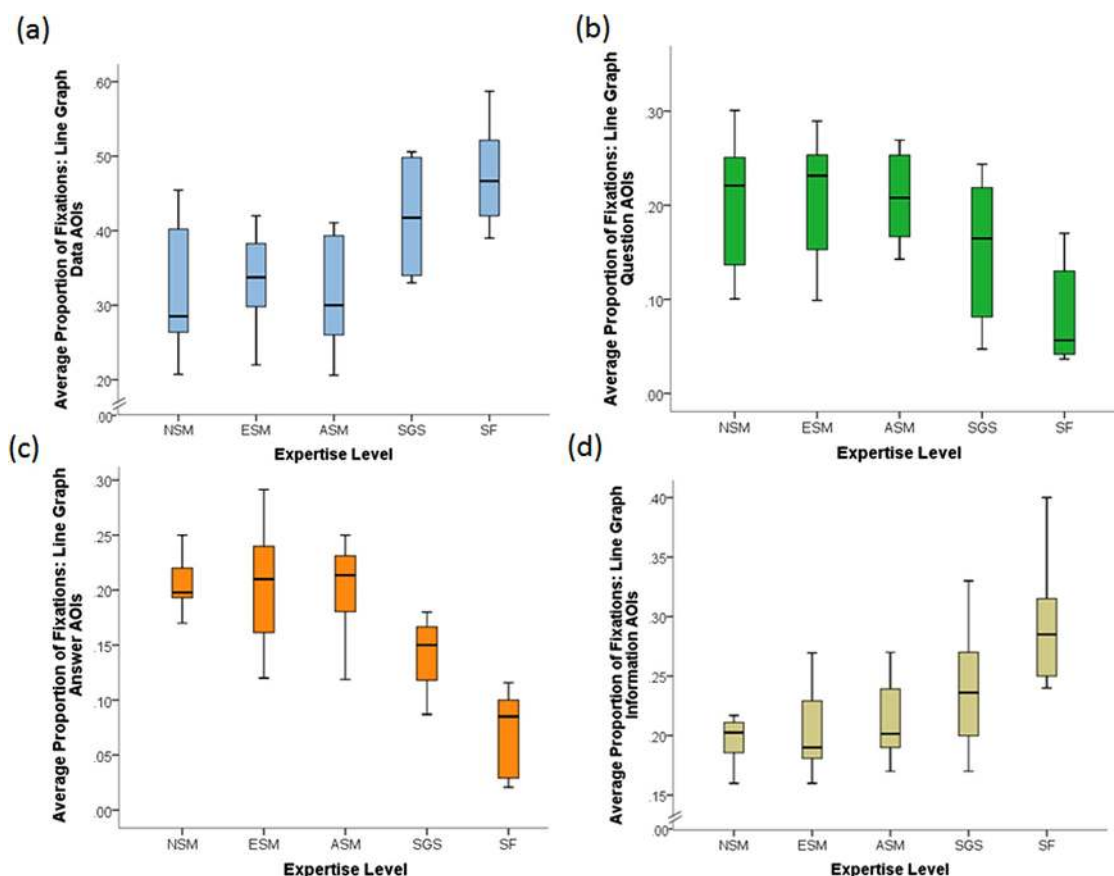 (a)
Average Proportion of Fixations: Line Graph
Data AOIs
.60
.50
.40
.30
.20
.00
NSM ESM ASM SGS SF
Expertise Level
(b)
Average Proportion of Fixations: Line Graph
Question AOIs
.30
.20
.10
.00
NSM ESM ASM SGS SF
Expertise Level
(c)
Average Proportion of Fixations: Line Graph
Answer AOIs
.30
.25
.20
.15
.10
.05
.00
NSM ESM ASM SGS SF
Expertise Level
(d)
Average Proportion of Fixations: Line Graph
Information AOIs
.40
.35
.30
.25
.20
.15
.00
NSM ESM ASM SGS SF
Expertise Level